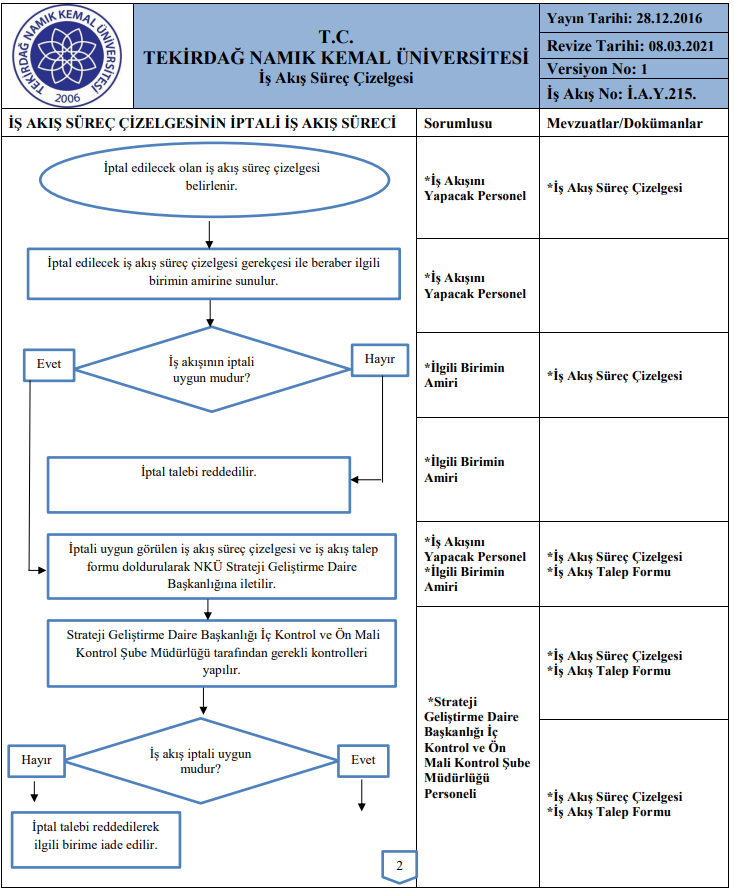 TEKİRDAĞ NAMIK KEMAL ÜNİVERSİTESİ
2006
T.C.
TEKİRDAĞ NAMIK KEMAL ÜNİVERSİTESİ
İş Akış Süreç Çizelgesi
Yayın Tarihi: 28.12.2016
Revize Tarihi: 08.03.2021
Versiyon No: 1
İş Akış No: İ.A.Y.215.
İŞ AKIŞ SÜREÇ ÇİZELGESİNİN İPTALİ İŞ AKIŞ SÜRECİ
Sorumlusu
Mevzuatlar/Dokümanlar
İptal edilecek olan iş akış süreç çizelgesi
belirlenir.
*İş Akışını
Yapacak Personel
*İş Akış Süreç Çizelgesi
İptal edilecek iş akış süreç çizelgesi gerekçesi ile beraber ilgili
birimin amirine sunulur.
*İş Akışını
Yapacak Personel
Evet
İş akışının iptali
uygun mudur?
Hayır
*İlgili Birimin
Amiri
*İş Akış Süreç Çizelgesi
İptal talebi reddedilir.
*İlgili Birimin
Amiri
İptali uygun görülen iş akış süreç çizelgesi ve iş akış talep
formu doldurularak NKÜ Strateji Geliştirme Daire
Başkanlığına iletilir.
*İş Akışını
Yapacak Personel
*İlgili Birimin
Amiri
*İş Akış Süreç Çizelgesi
*İş Akış Talep Formu
Strateji Geliştirme Daire Başkanlığı İç Kontrol ve Ön Mali
Kontrol Şube Müdürlüğü tarafından gerekli kontrolleri
yapılır.
*İş Akış Süreç Çizelgesi
*İş Akış Talep Formu
*Strateji
Geliştirme Daire
Başkanlığı İç
Kontrol ve Ön
Mali Kontrol Şube
Müdürlüğü
Personeli
Hayır
İş akış iptali uygun
mudur?
Evet
*İş Akış Süreç Çizelgesi
*İş Akış Talep Formu
İptal talebi reddedilerek
ilgili birime iade edilir.
2